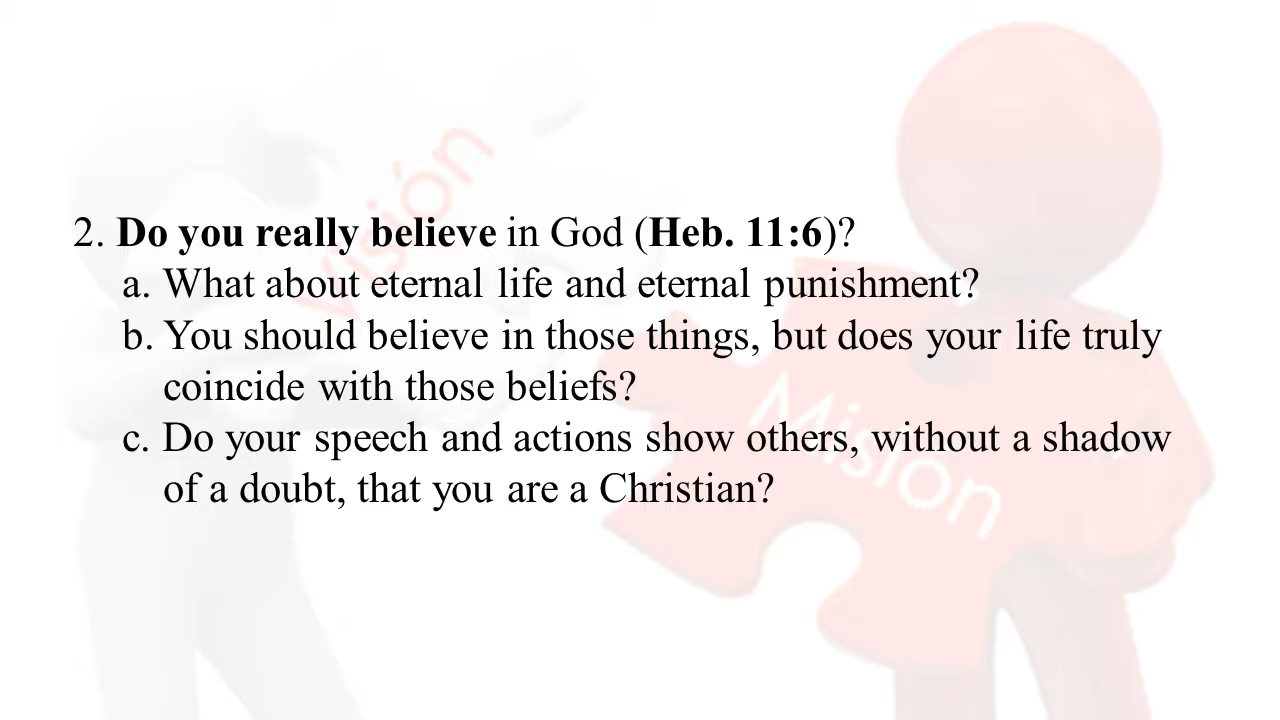 Visión
2. Do you really believe in God (Heb. 11:6)?
a. What about eternal life and eternal punishment?
b. You should believe in those things, but does your life truly
coincide with those beliefs?
c. Do your speech and actions show others, without a shadow
of a doubt, that you are a Christian?
Misión